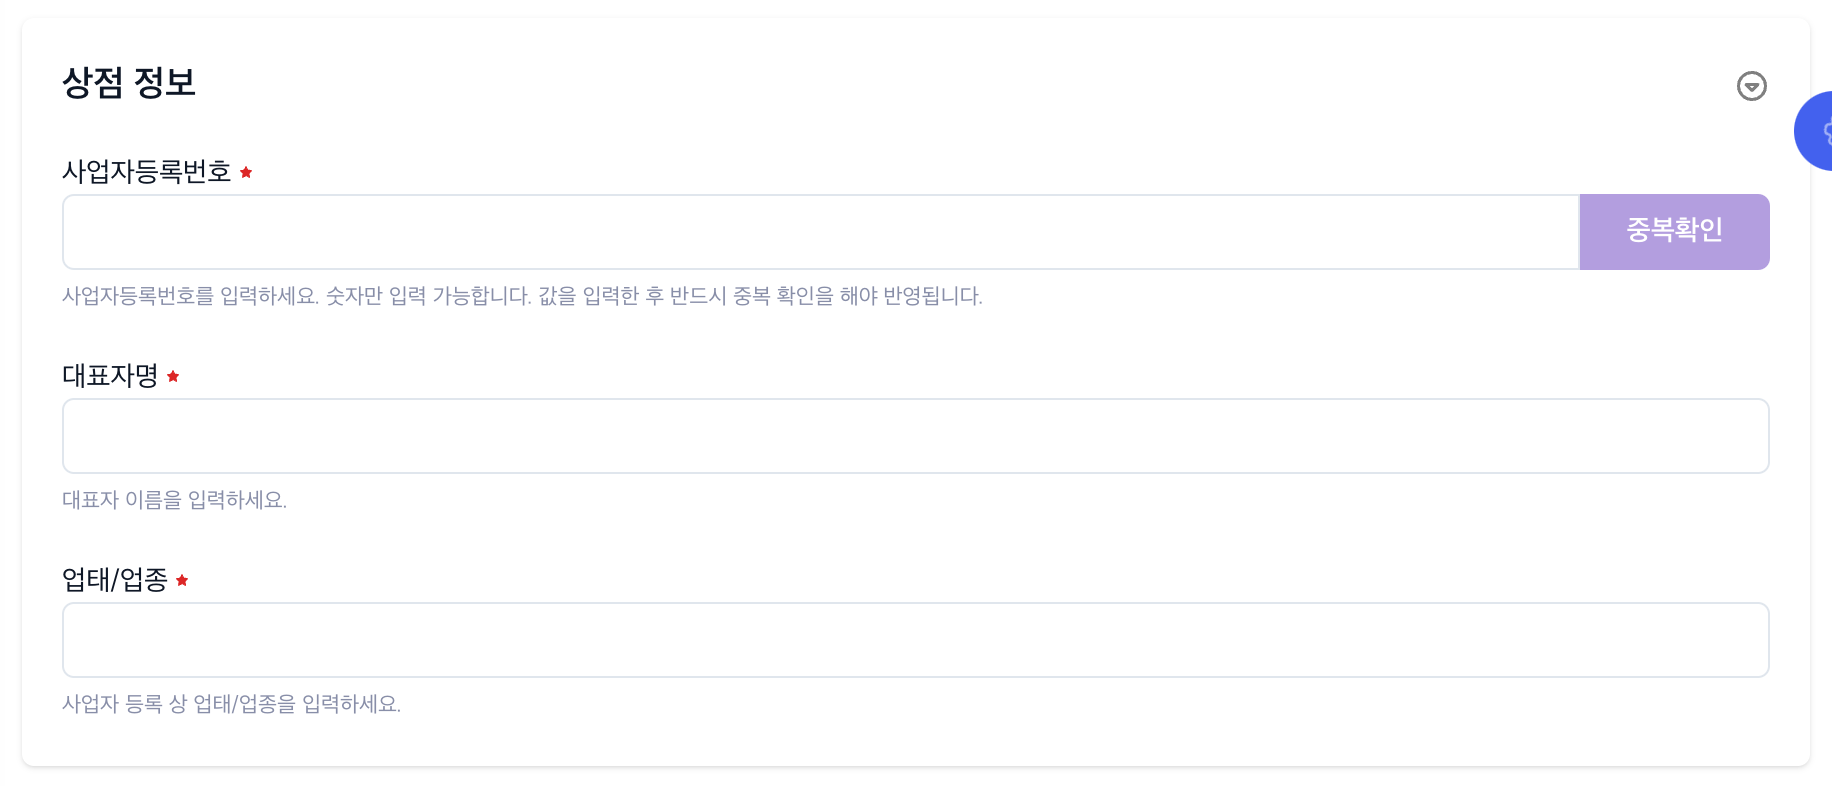 상점 정보
사업자등록번호
중복확인
사업자등록번호를 입력하세요. 숫자만 입력 가능합니다. 값을 입력한 후 반드시 중복 확인을 해야 반영됩니다.
대표자명
대표자 이름을 입력하세요.
업태/업종
사업자 등록 상 업태/업종을 입력하세요.